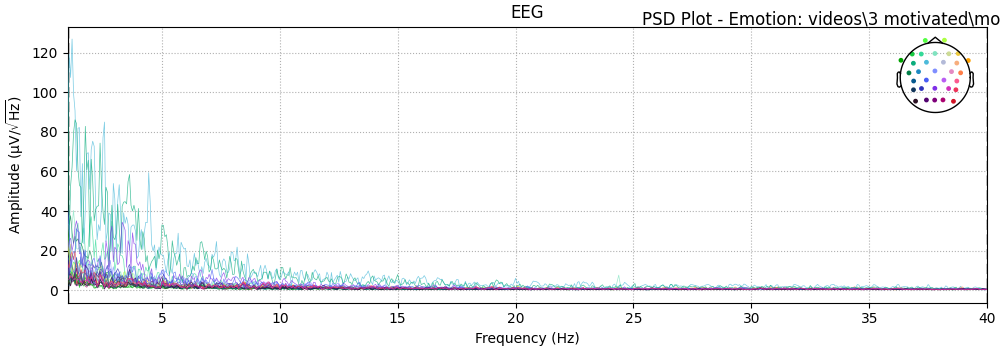 EEG
PSD Plot - Emotion: videos\3 motivated\mo
Amplitude (µV/√Hz)
120
100
80
60
40
20
0
5 10 15 20 25 30 35 40
Frequency (Hz)